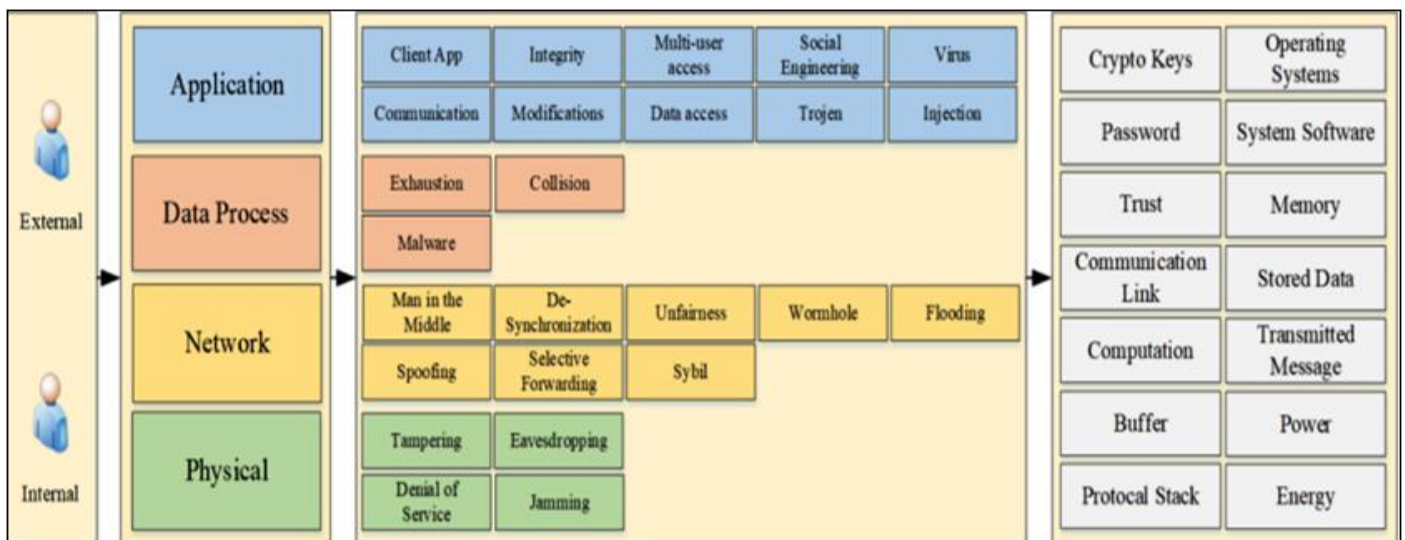 External
Internal
Application
Data Process
Network
Physical
Client App
Integrity
Multi-user
access
Social
Engineering
Virus
Communication
Modifications
Data access
Trojen
Injection
Exhaustion
Collision
Malware
Man in the
Middle
De-
Synchronization
Unfairness
Wormhole
Flooding
Spoofing
Selective
Forwarding
Sybil
Tampering
Eavesdropping
Denial of
Service
Jamming
Crypto Keys
Operating
Systems
Password
System Software
Trust
Memory
Communication
Link
Stored Data
Computation
Transmitted
Message
Buffer
Power
Protocal Stack
Energy